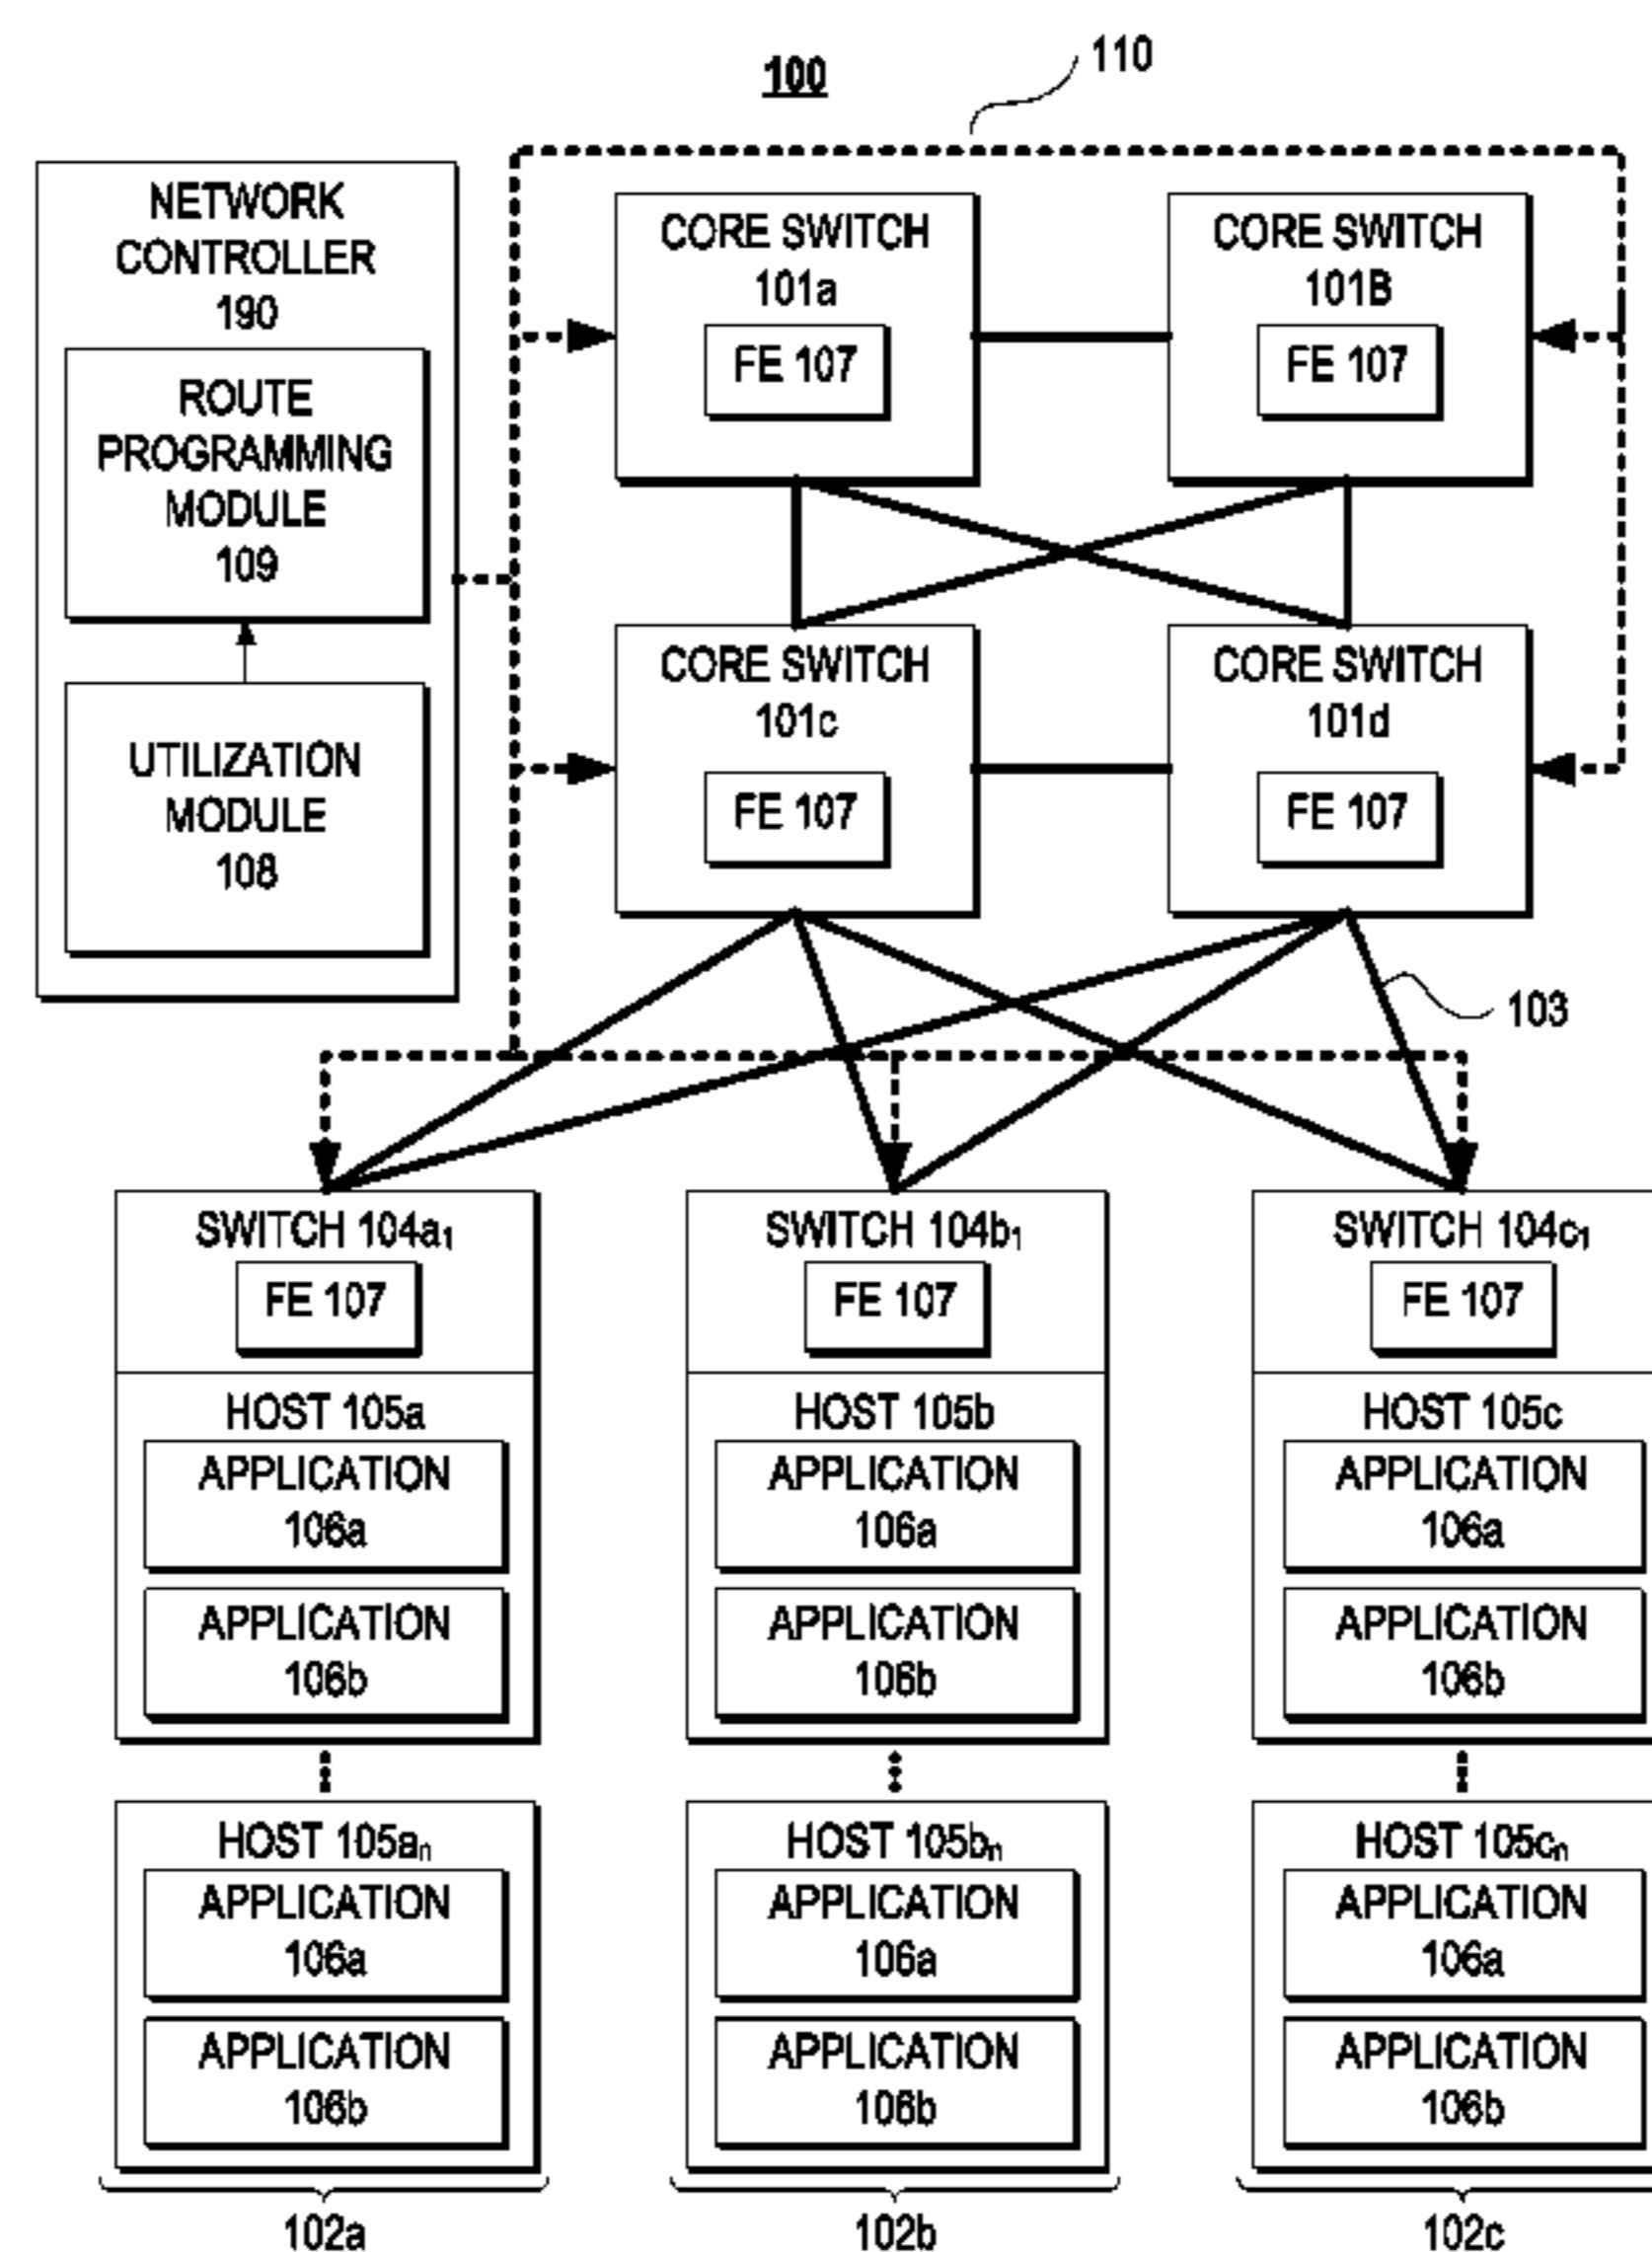 100
110
NETWORK
CONTROLLER
190
ROUTE
PROGRAMMING
MODULE
109
UTILIZATION
MODULE
108
CORE SWITCH
101a
FE 107
CORE SWITCH
101B
FE 107
CORE SWITCH
101c
FE 107
CORE SWITCH
101d
FE 107
103
SWITCH 104a₁
FE 107
HOST 105a
APPLICATION
106a
APPLICATION
106b
HOST 105aₙ
APPLICATION
106a
APPLICATION
106b
102a
SWITCH 104b₁
FE 107
HOST 105b
APPLICATION
106a
APPLICATION
106b
HOST 105bₙ
APPLICATION
106a
APPLICATION
106b
102b
SWITCH 104c₁
FE 107
HOST 105c
APPLICATION
106a
APPLICATION
106b
HOST 105cₙ
APPLICATION
106a
APPLICATION
106b
102c